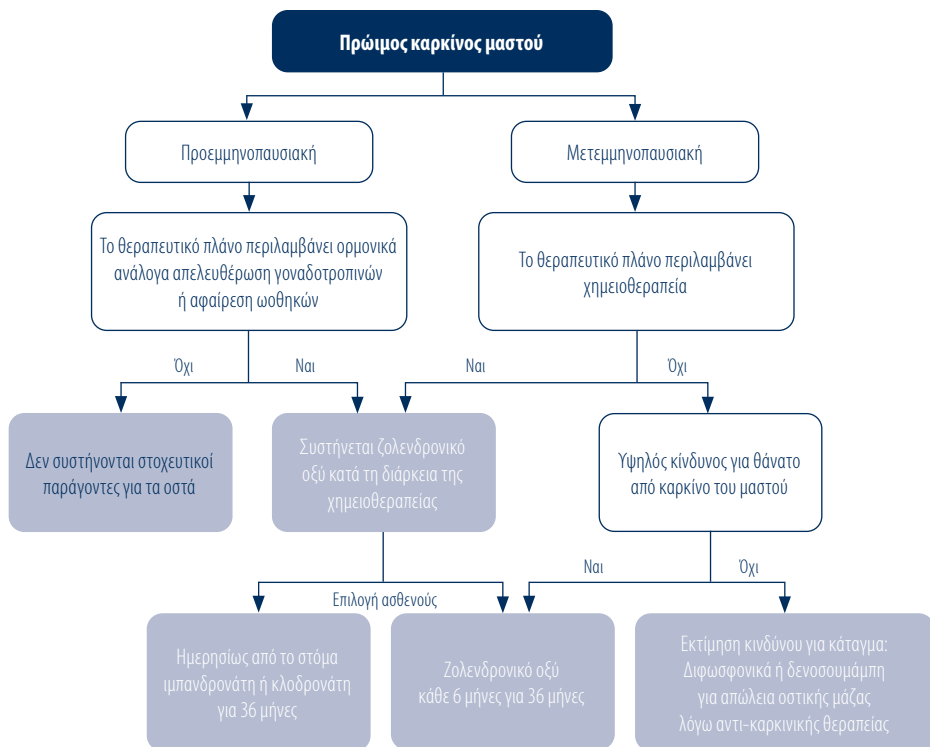 Πρώιμος καρκίνος μαστού
Προεμμηνοπαυσιακή
Μετεμμηνοπαυσιακή
Το θεραπευτικό πλάνο περιλαμβάνει ορμονικά
ανάλογα απελευθέρωση γοναδοτροπινών
ή αφαίρεση ωοθηκών
Το θεραπευτικό πλάνο περιλαμβάνει
χημειοθεραπεία
Όχι
Ναι
Ναι
Όχι
Δεν συστήνονται στοχευτικοί
παράγοντες για τα οστά
Συστήνεται ζολενδρονικό
οξύ κατά τη διάρκεια της
χημειοθεραπείας
Υψηλός κίνδυνος για θάνατο
από καρκίνο του μαστού
Επιλογή ασθενούς
Ναι
Όχι
Ημερησίως από το στόμα
ιμπανδρονάτη ή κλοδρονάτη
για 36 μήνες
Ζολενδρονικό οξύ
κάθε 6 μήνες για 36 μήνες
Εκτίμηση κινδύνου για κάταγμα:
Διφωσφονικά ή δενοσουμάμπη
για απώλεια οστικής μάζας
λόγω αντι-καρκινικής θεραπείας